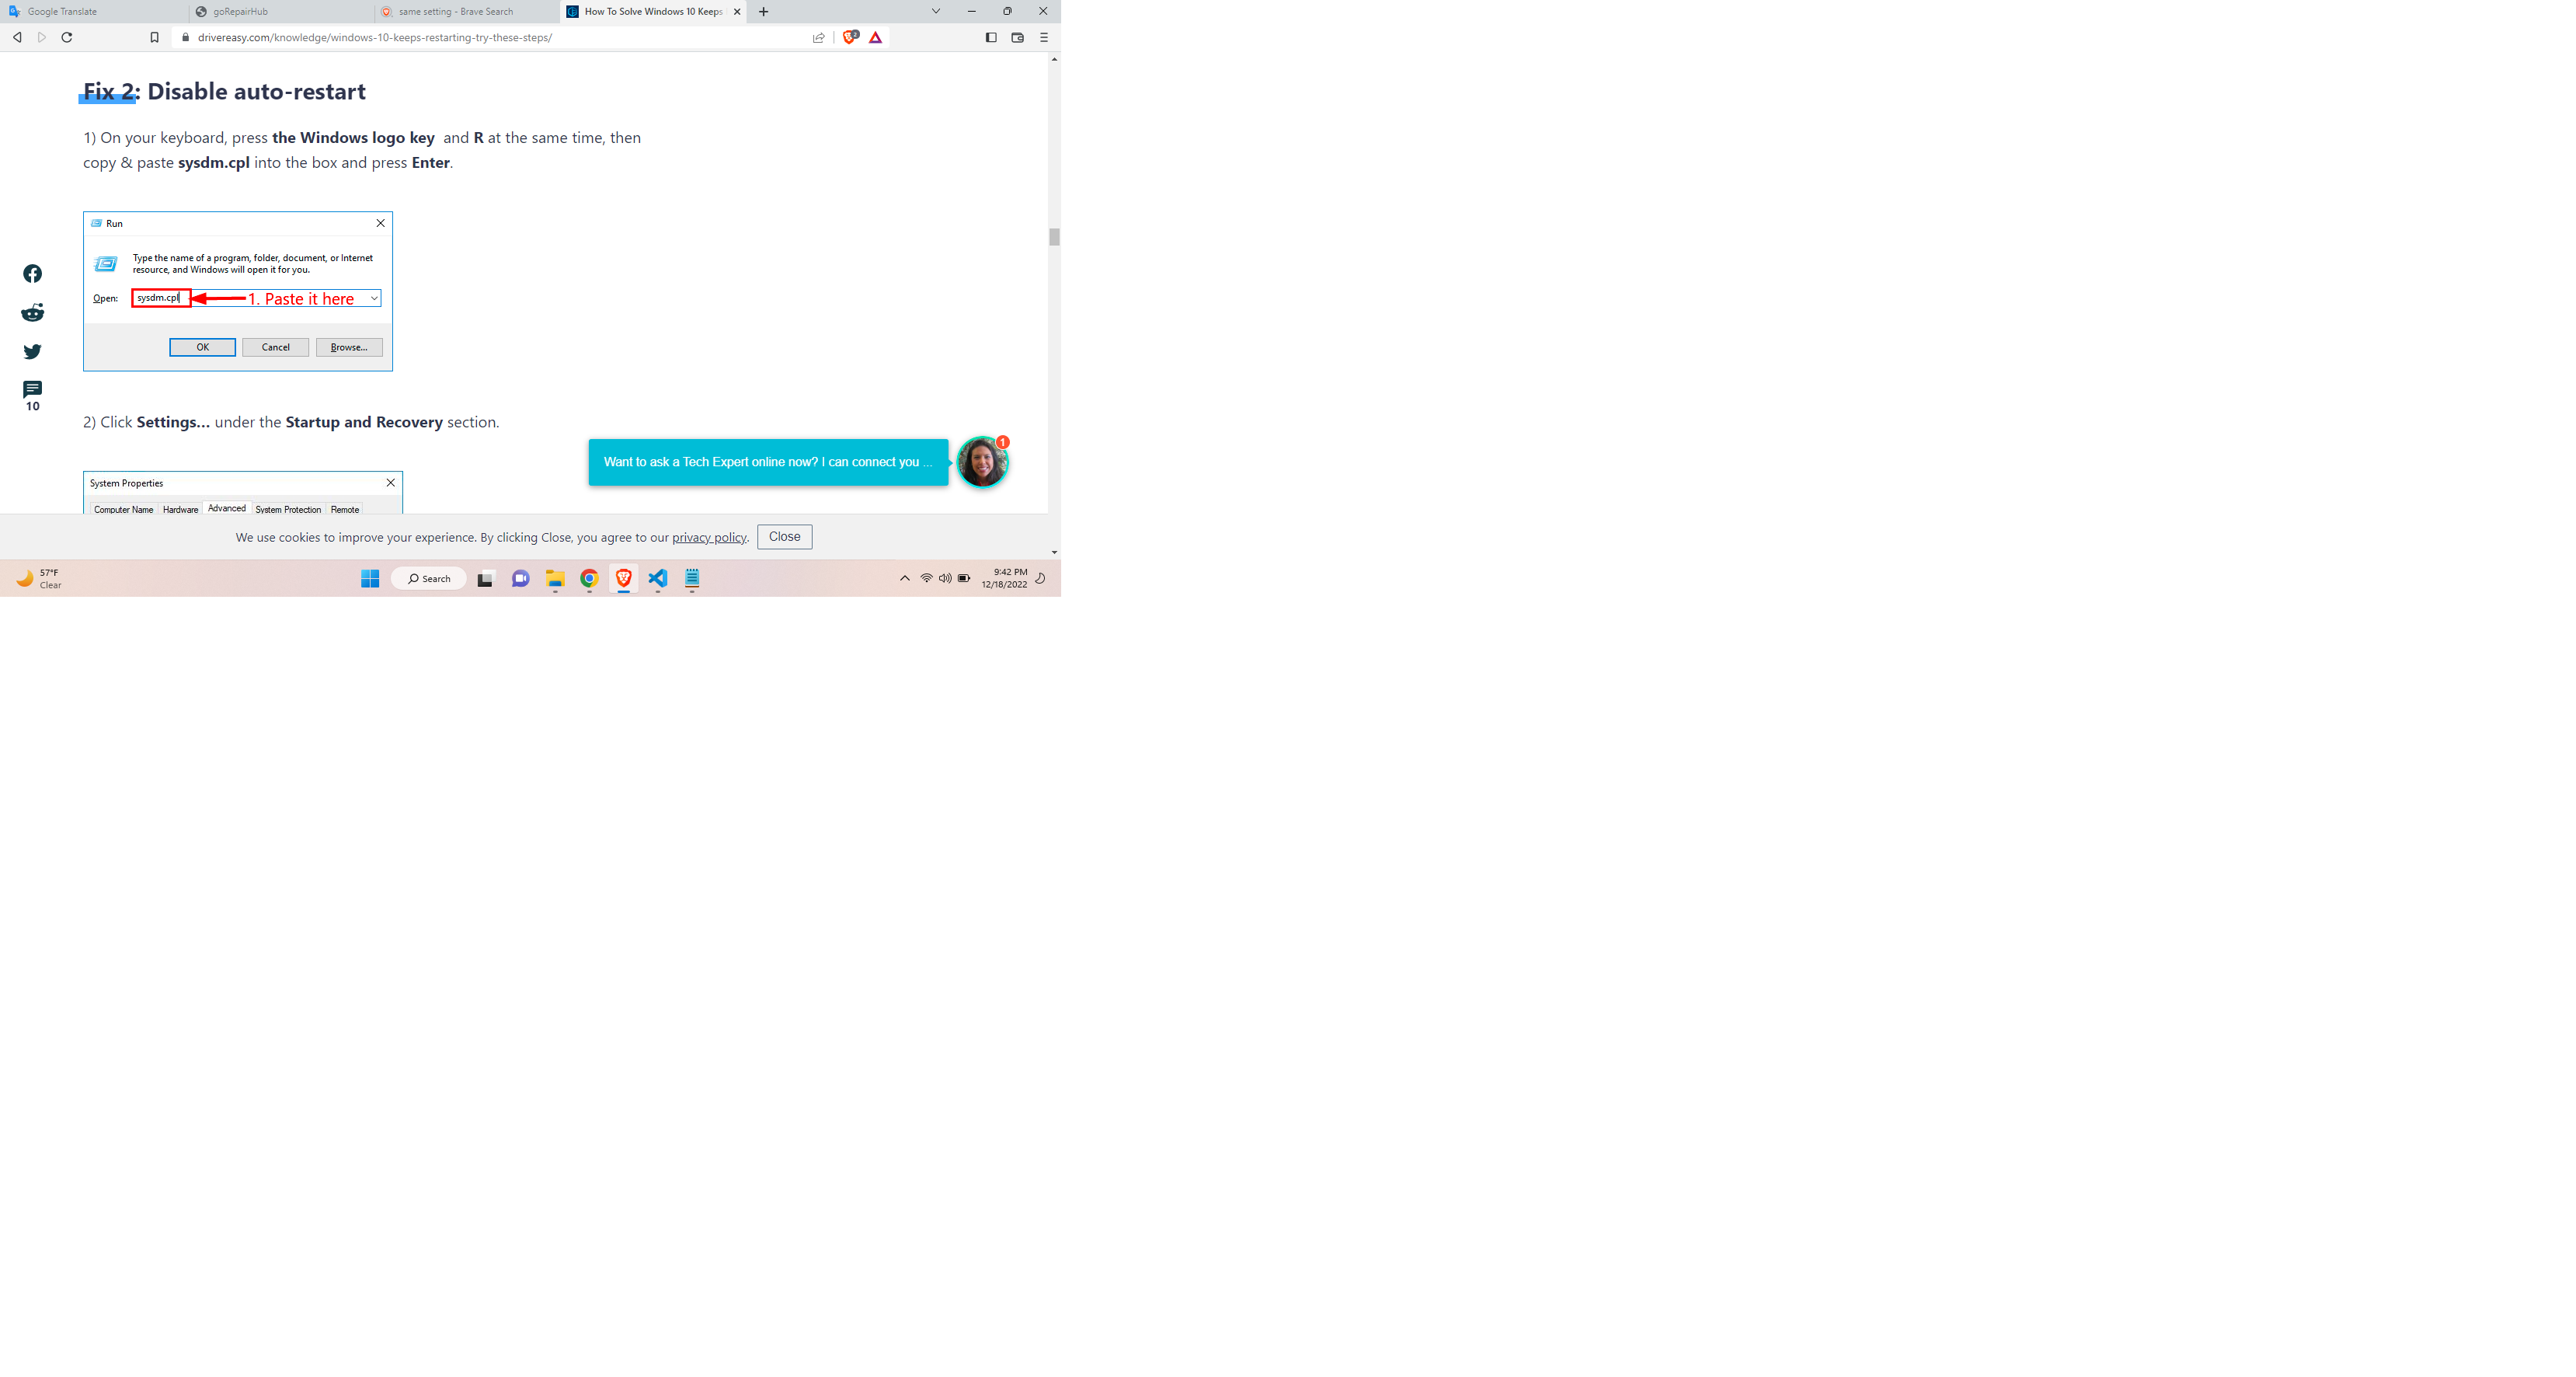 Google Translate
goRepairHub
same setting - Brave Search
How To Solve Windows 10 Keeps
drivereasy.com/knowledge/windows-10-keeps-restarting-try-these-steps/
2
Fix 2: Disable auto-restart
1) On your keyboard, press the Windows logo key and R at the same time, then
copy & paste sysdm.cpl into the box and press Enter.
Run
Type the name of a program, folder, document, or Internet
resource, and Windows will open it for you.
Open:
sysdm.cpl
1. Paste it here
OK
Cancel
Browse...
10
2) Click Settings... under the Startup and Recovery section.
Want to ask a Tech Expert online now? I can connect you ...
1
System Properties
Computer Name
Hardware
Advanced
System Protection
Remote
We use cookies to improve your experience. By clicking Close, you agree to our privacy policy.
Close
57°F
Clear
Search
9:42 PM
12/18/2022